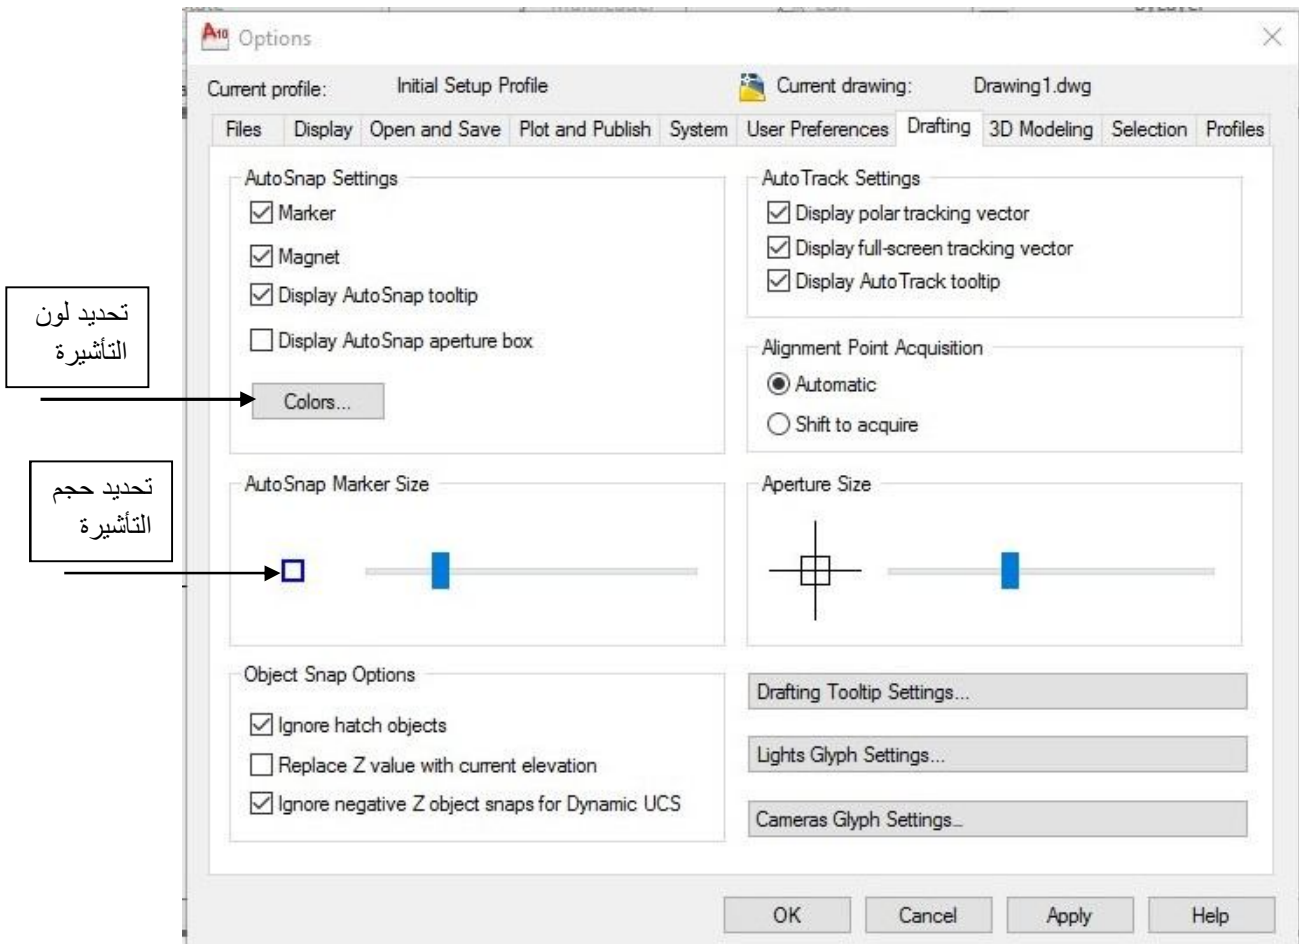 A10 Options
Current profile: Initial Setup Profile Current drawing: Drawing1.dwg
Files Display Open and Save Plot and Publish System User Preferences Drafting 3D Modeling Selection Profiles
AutoSnap Settings
Marker
Magnet
Display AutoSnap tooltip
Display AutoSnap aperture box
Colors...
تحديد لون
التأشيرة
AutoTrack Settings
Display polar tracking vector
Display full-screen tracking vector
Display AutoTrack tooltip
Alignment Point Acquisition
Automatic
Shift to acquire
AutoSnap Marker Size
تحديد حجم
التأشيرة
Aperture Size
Object Snap Options
Ignore hatch objects
Replace Z value with current elevation
Ignore negative Z object snaps for Dynamic UCS
Drafting Tooltip Settings...
Lights Glyph Settings...
Cameras Glyph Settings...
OK Cancel Apply Help